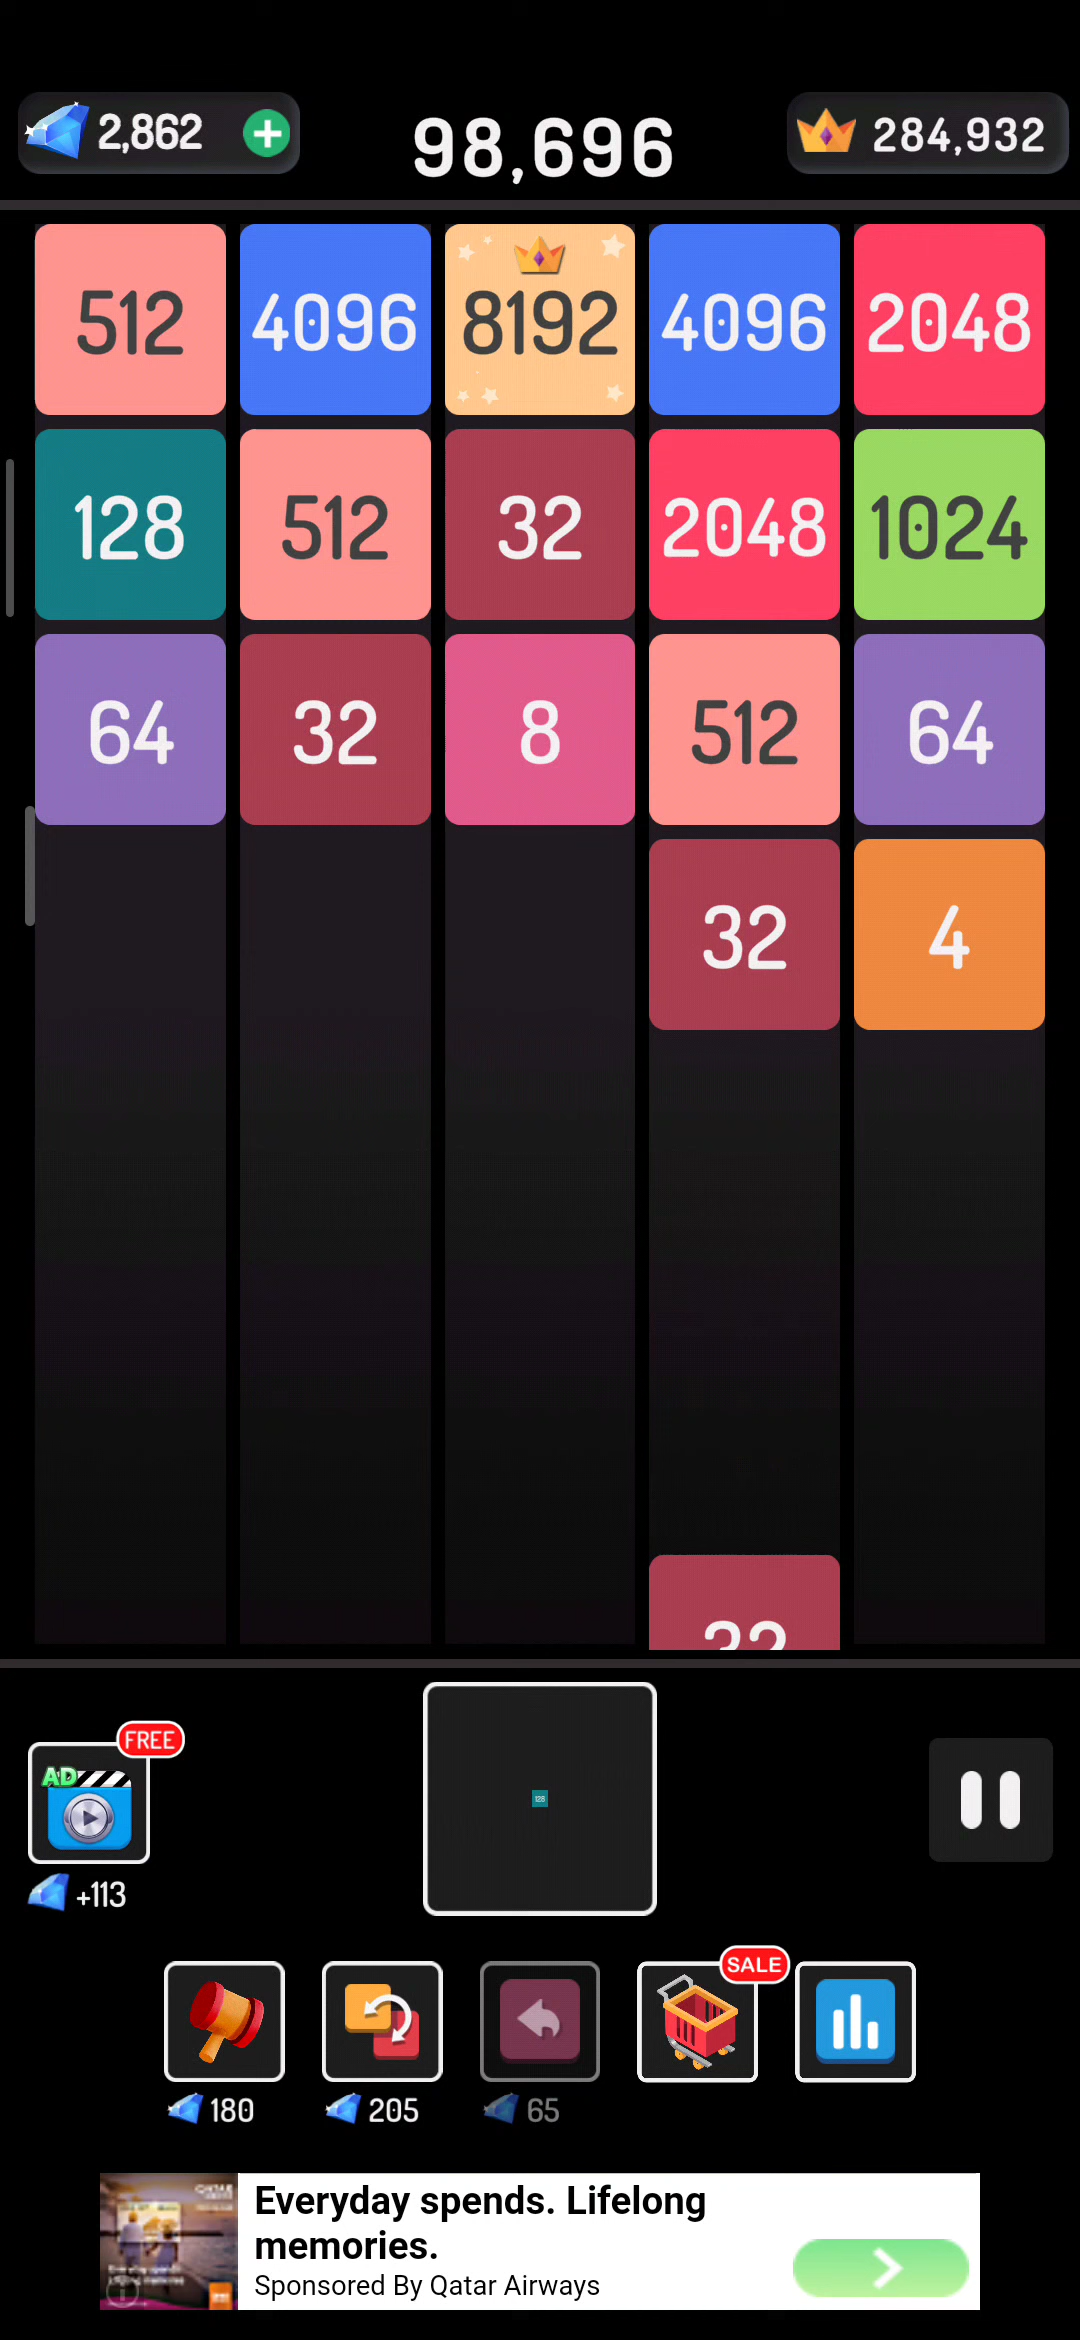 2,862
98,696
284,932
512 4096 8192 4096 2048
128 512 32 2048 1024
64 32 8 512 64
32 4
32
FREE
AD
128
+113
SALE
180 205 65
Everyday spends. Lifelong
memories.
Sponsored By Qatar Airways